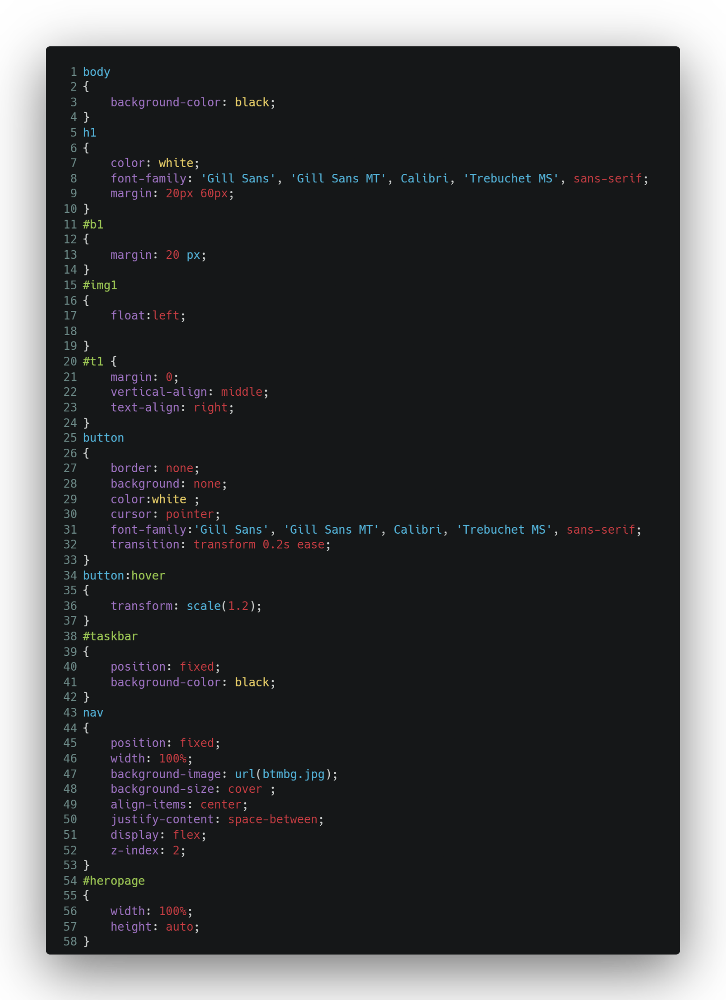 1 body
2 {
3     background-color: black;
4 }
5 h1
6 {
7     color: white;
8     font-family: 'Gill Sans', 'Gill Sans MT', Calibri, 'Trebuchet MS', sans-serif;
9     margin: 20px 60px;
10 }
11 #b1
12 {
13     margin: 20 px;
14 }
15 #img1
16 {
17     float:left;
18
19 }
20 #t1 {
21     margin: 0;
22     vertical-align: middle;
23     text-align: right;
24 }
25 button
26 {
27     border: none;
28     background: none;
29     color:white ;
30     cursor: pointer;
31     font-family:'Gill Sans', 'Gill Sans MT', Calibri, 'Trebuchet MS', sans-serif;
32     transition: transform 0.2s ease;
33 }
34 button:hover
35 {
36     transform: scale(1.2);
37 }
38 #taskbar
39 {
40     position: fixed;
41     background-color: black;
42 }
43 nav
44 {
45     position: fixed;
46     width: 100%;
47     background-image: url(btmbg.jpg);
48     background-size: cover ;
49     align-items: center;
50     justify-content: space-between;
51     display: flex;
52     z-index: 2;
53 }
54 #heropage
55 {
56     width: 100%;
57     height: auto;
58 }